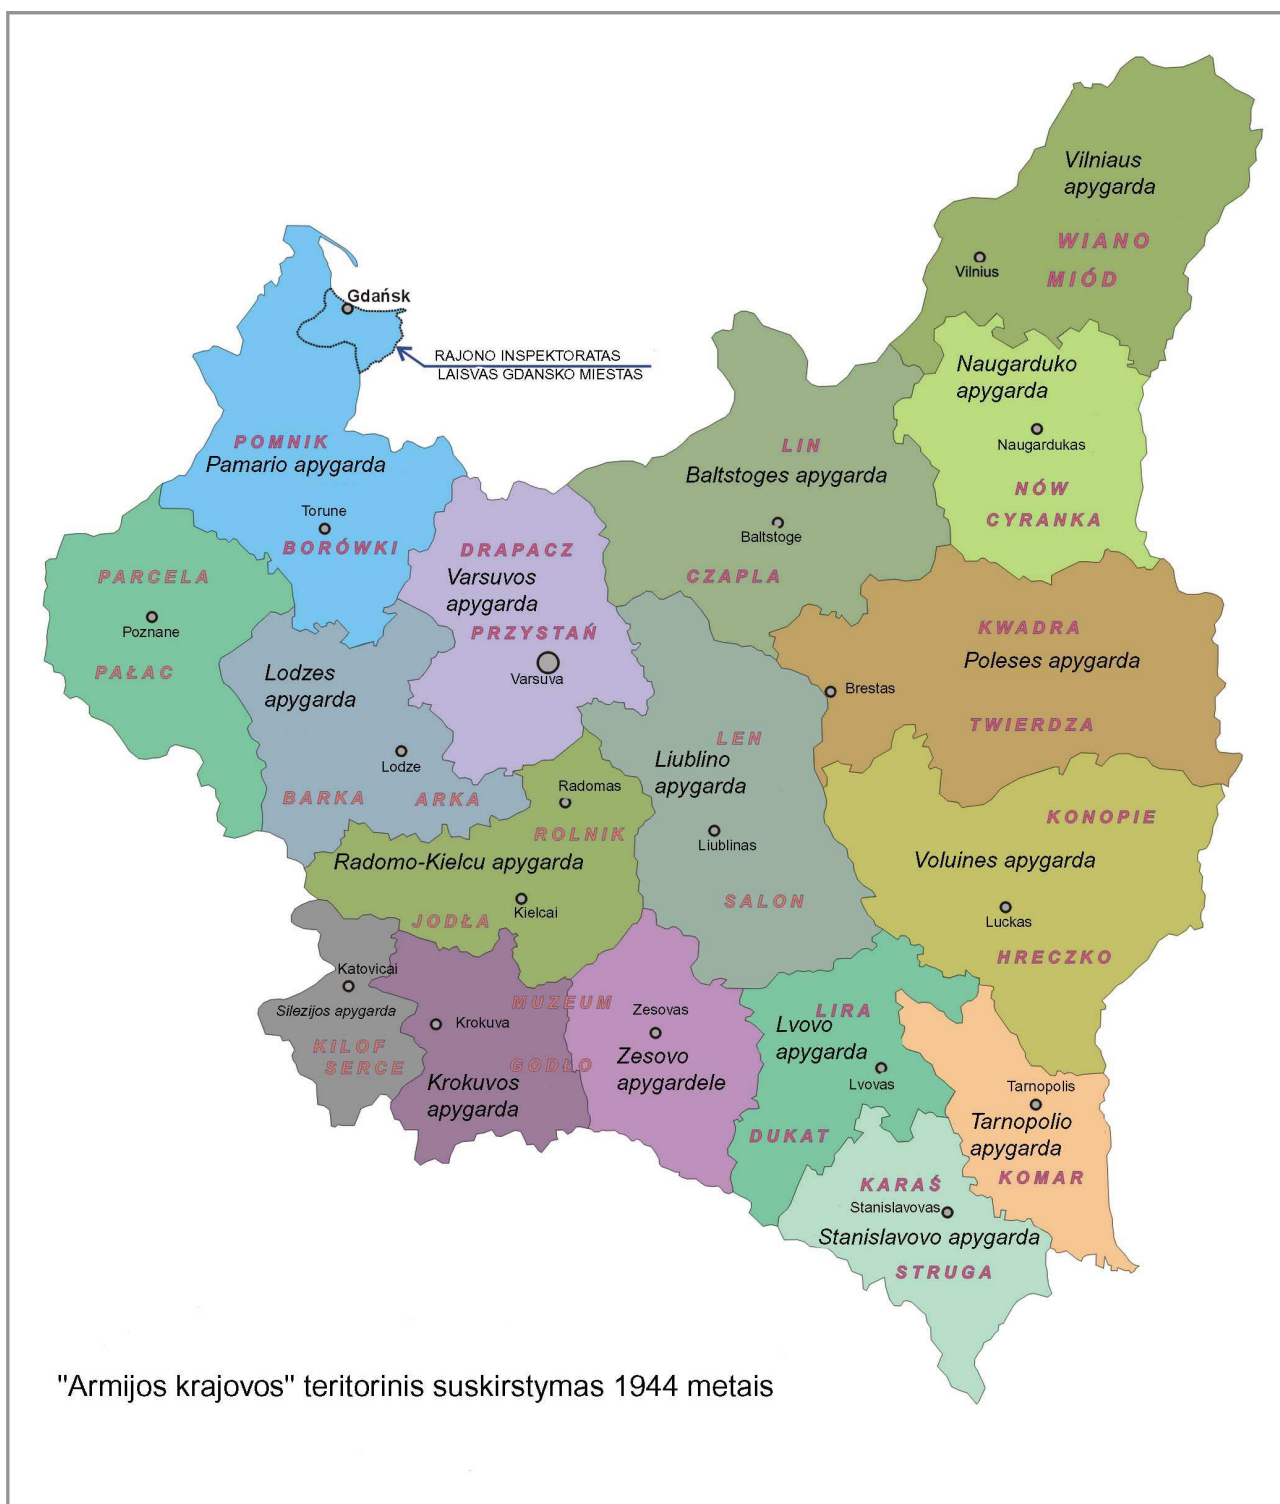 Vilniaus
apygarda
WIANO
Vilnius
MIÓD
Gdańsk
RAJONO INSPEKTORATAS
LAISVAS GDANSKO MIESTAS
Naugarduko
apygarda
Naugardukas
NÓW
CYRANKA
POMNIK
Pamario apygarda
Torune
BORÓWKI
LIN
Baltstoges apygarda
Baltstoge
CZAPLA
PARCELA
Poznane
PAŁAC
DRAPACZ
Varsuvos
apygarda
PRZYSTAŃ
Varsuva
KWADRA
Poleses apygarda
Brestas
TWIERDZA
Lodzes
apygarda
Lodze
BARKA
ARKA
LEN
Liublino
apygarda
Liublinas
SALON
Radomas
ROLNIK
Radomo-Kielcu apygarda
Kielcai
JODŁA
KONOPIE
Voluines apygarda
Luckas
HRECZKO
Katovicai
Silezijos apygarda
KILOF
SERCE
MUZEUM
Krokuva
GODŁO
Krokuvos
apygarda
Zesovas
Zesovo
apygardele
LIRA
Lvovo
apygarda
Lvovas
DUKAT
Tarnopolis
Tarnopolio
apygarda
KOMAR
KARAŚ
Stanislavovas
Stanislavovo apygarda
STRUGA
"Armijos krajovos" teritorinis suskirstymas 1944 metais